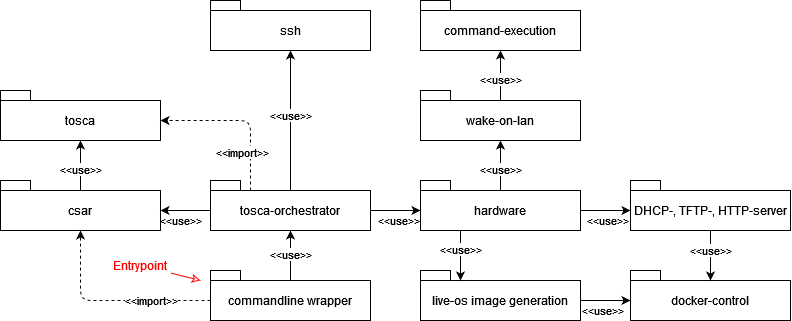 ssh
command-execution
<<use>>
<<use>>
tosca
wake-on-lan
<<import>>
<<use>>
<<use>>
csar
tosca-orchestrator
hardware
DHCP-, TFTP-, HTTP-server
<<use>>
<<use>>
<<use>>
<<use>>
<<use>>
<<use>>
Entrypoint
<<import>>
commandline wrapper
live-os image generation
docker-control
<<use>>